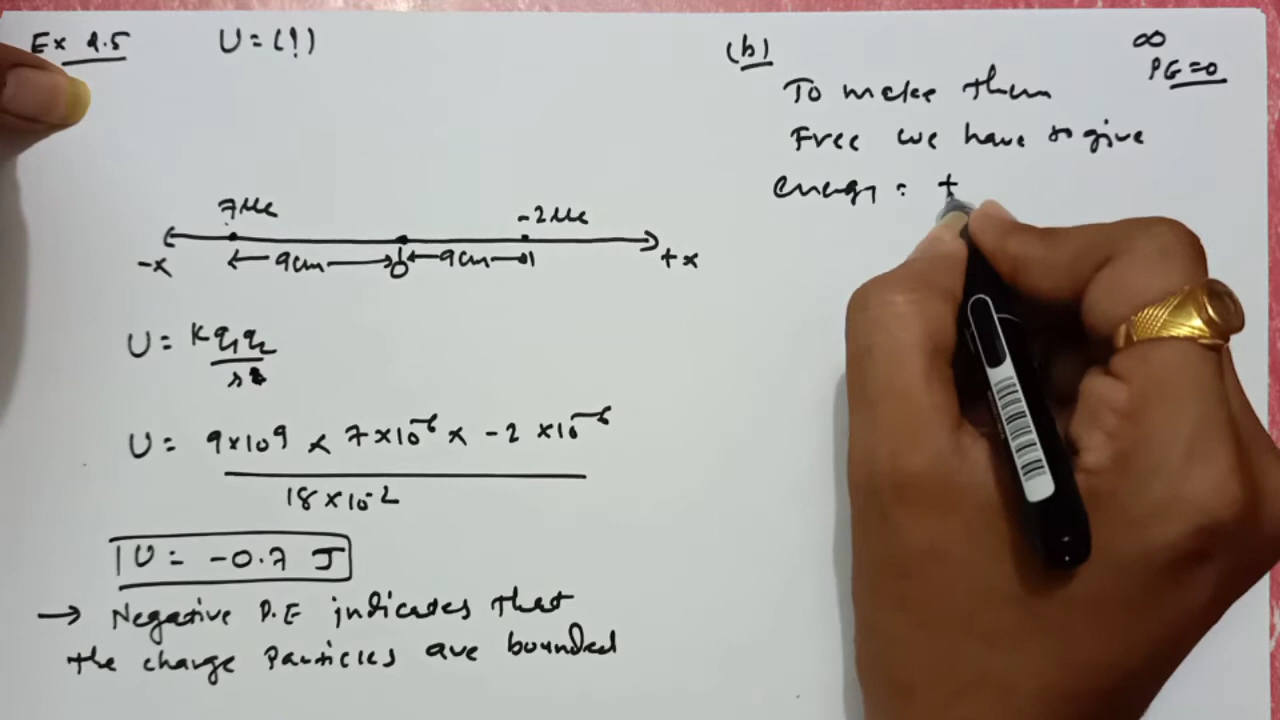 Ex 2.5
U = (?)
7μc
-2μc
-x
9cm
O
9cm
+x
U = Kq1q2
r
U = 9×10^9 × 7×10^-6 × -2 ×10^-6
18×10^-2
U = -0.7 J
→ Negative P.E indicates that
the charge Particles are bounded
(b)
∞
PE=0
To make them
Free we have to give
energy = +